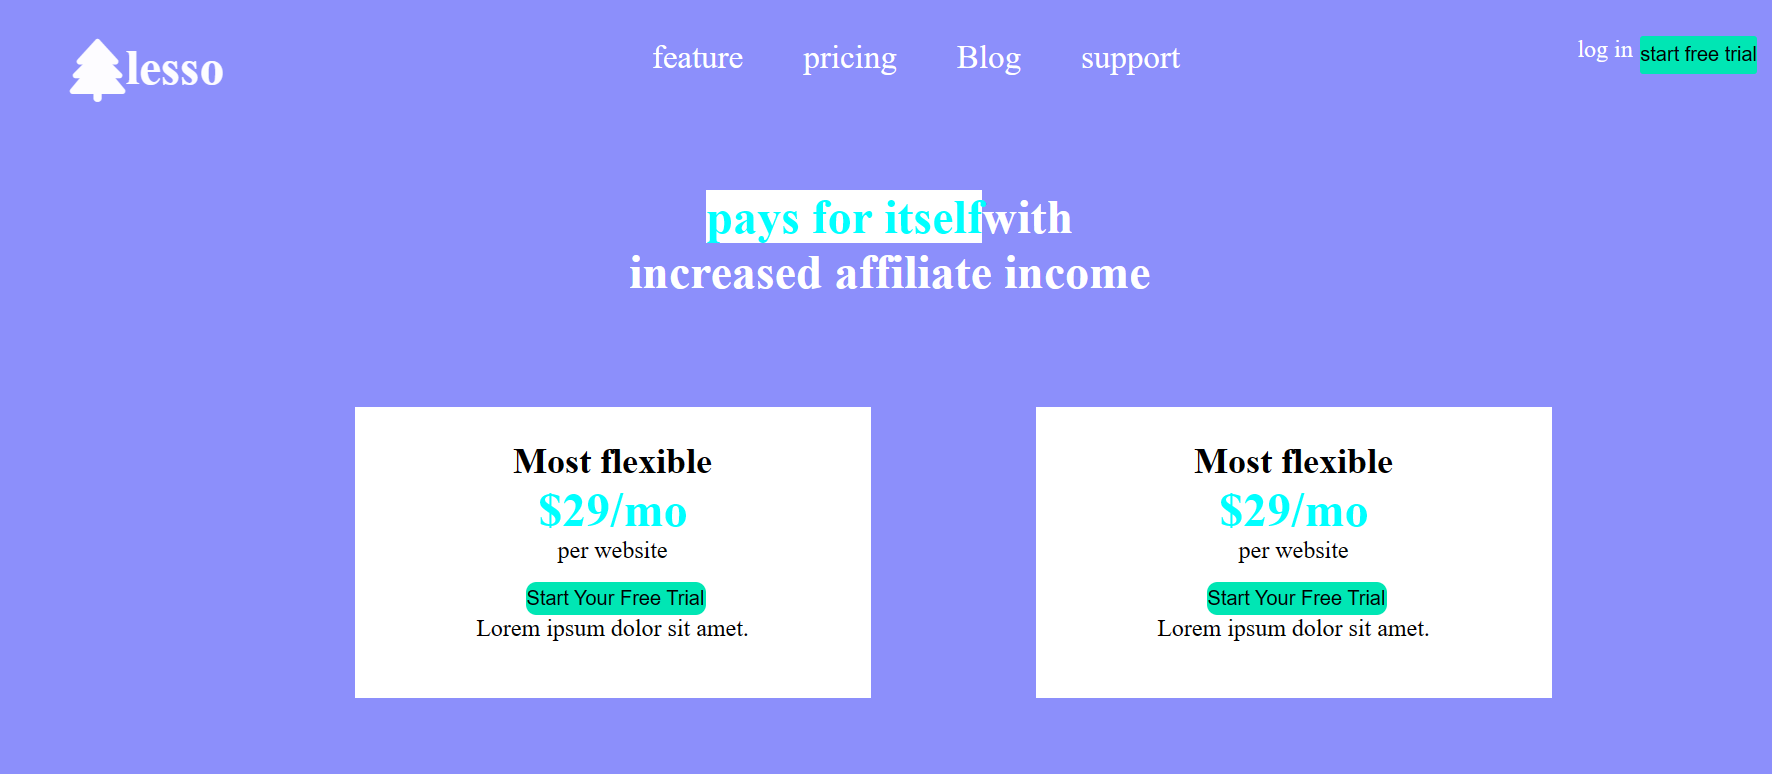 lesso
feature pricing Blog support
log in start free trial
pays for itselfwith
increased affiliate income
Most flexible
$29/mo
per website
Start Your Free Trial
Lorem ipsum dolor sit amet.
Most flexible
$29/mo
per website
Start Your Free Trial
Lorem ipsum dolor sit amet.